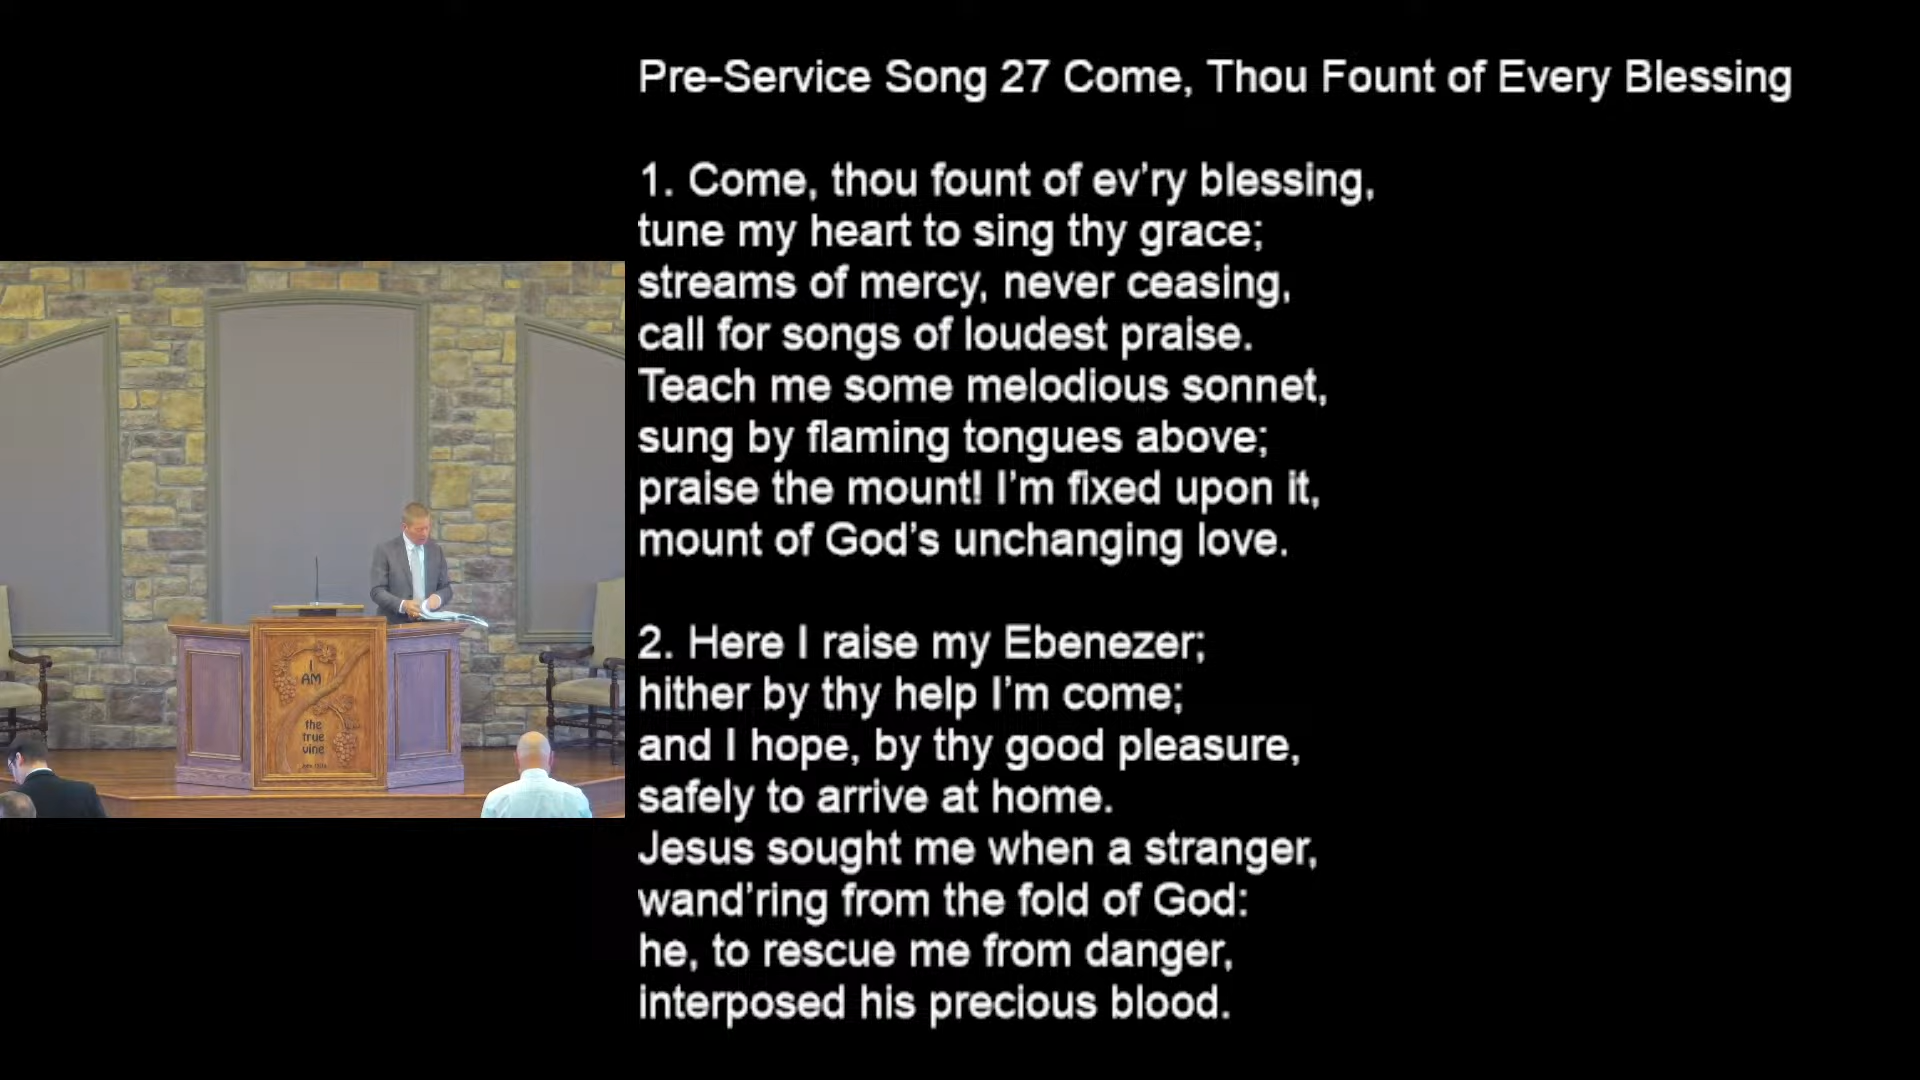 Pre-Service Song 27 Come, Thou Fount of Every Blessing
1. Come, thou fount of ev’ry blessing,
tune my heart to sing thy grace;
streams of mercy, never ceasing,
call for songs of loudest praise.
Teach me some melodious sonnet,
sung by flaming tongues above;
praise the mount! I’m fixed upon it,
mount of God’s unchanging love.
2. Here I raise my Ebenezer;
hither by thy help I’m come;
and I hope, by thy good pleasure,
safely to arrive at home.
Jesus sought me when a stranger,
wand’ring from the fold of God:
he, to rescue me from danger,
interposed his precious blood.
I
AM
the
true
vine